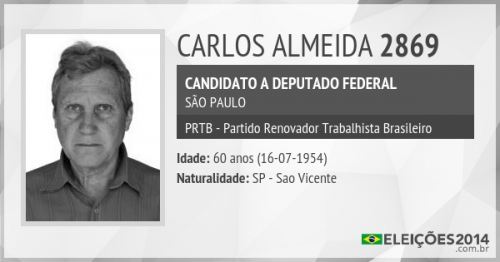 CARLOS ALMEIDA 2869
CANDIDATO A DEPUTADO FEDERAL
SÃO PAULO
PRTB - Partido Renovador Trabalhista Brasileiro
Idade: 60 anos (16-07-1954)
Naturalidade: SP - Sao Vicente
ELEIÇÕES2014
.com.br